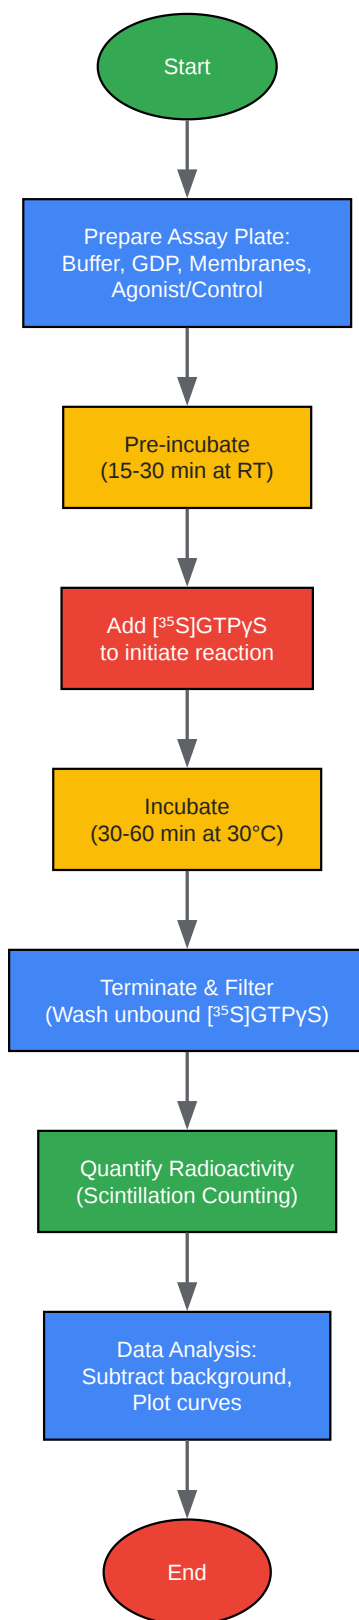 Start
Prepare Assay Plate:
Buffer, GDP, Membranes,
Agonist/Control
Pre-incubate
(15-30 min at RT)
Add [³⁵S]GTPγS
to initiate reaction
Incubate
(30-60 min at 30°C)
Terminate & Filter
(Wash unbound [³⁵S]GTPγS)
Quantify Radioactivity
(Scintillation Counting)
Data Analysis:
Subtract background,
Plot curves
End